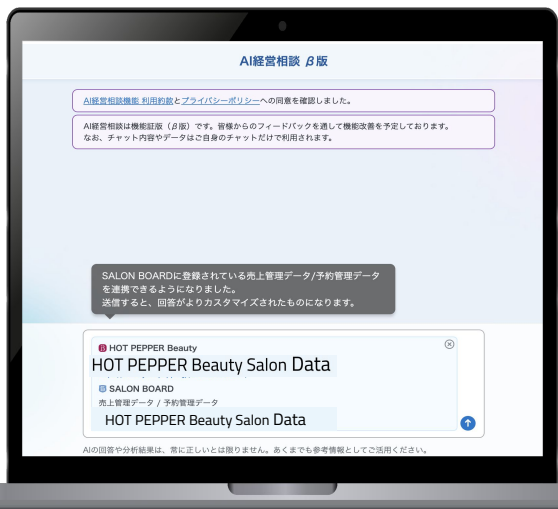 AI経営相談 β版
AI経営相談機能 利用約款とプライバシーポリシーへの同意を確認しました。
AI経営相談は機能証版（β版）です。皆様からのフィードバックを通して機能改善を予定しております。
なお、チャット内容やデータはご自身のチャットだけで利用されます。
SALON BOARDに登録されている売上管理データ/予約管理データ
を連携できるようになりました。
送信すると、回答がよりカスタマイズされたものになります。
HOT PEPPER Beauty
HOT PEPPER Beauty Salon Data
SALON BOARD
売上管理データ / 予約管理データ
HOT PEPPER Beauty Salon Data
AIの回答や分析結果は、常に正しいとは限りません。あくまでも参考情報としてご活用ください。